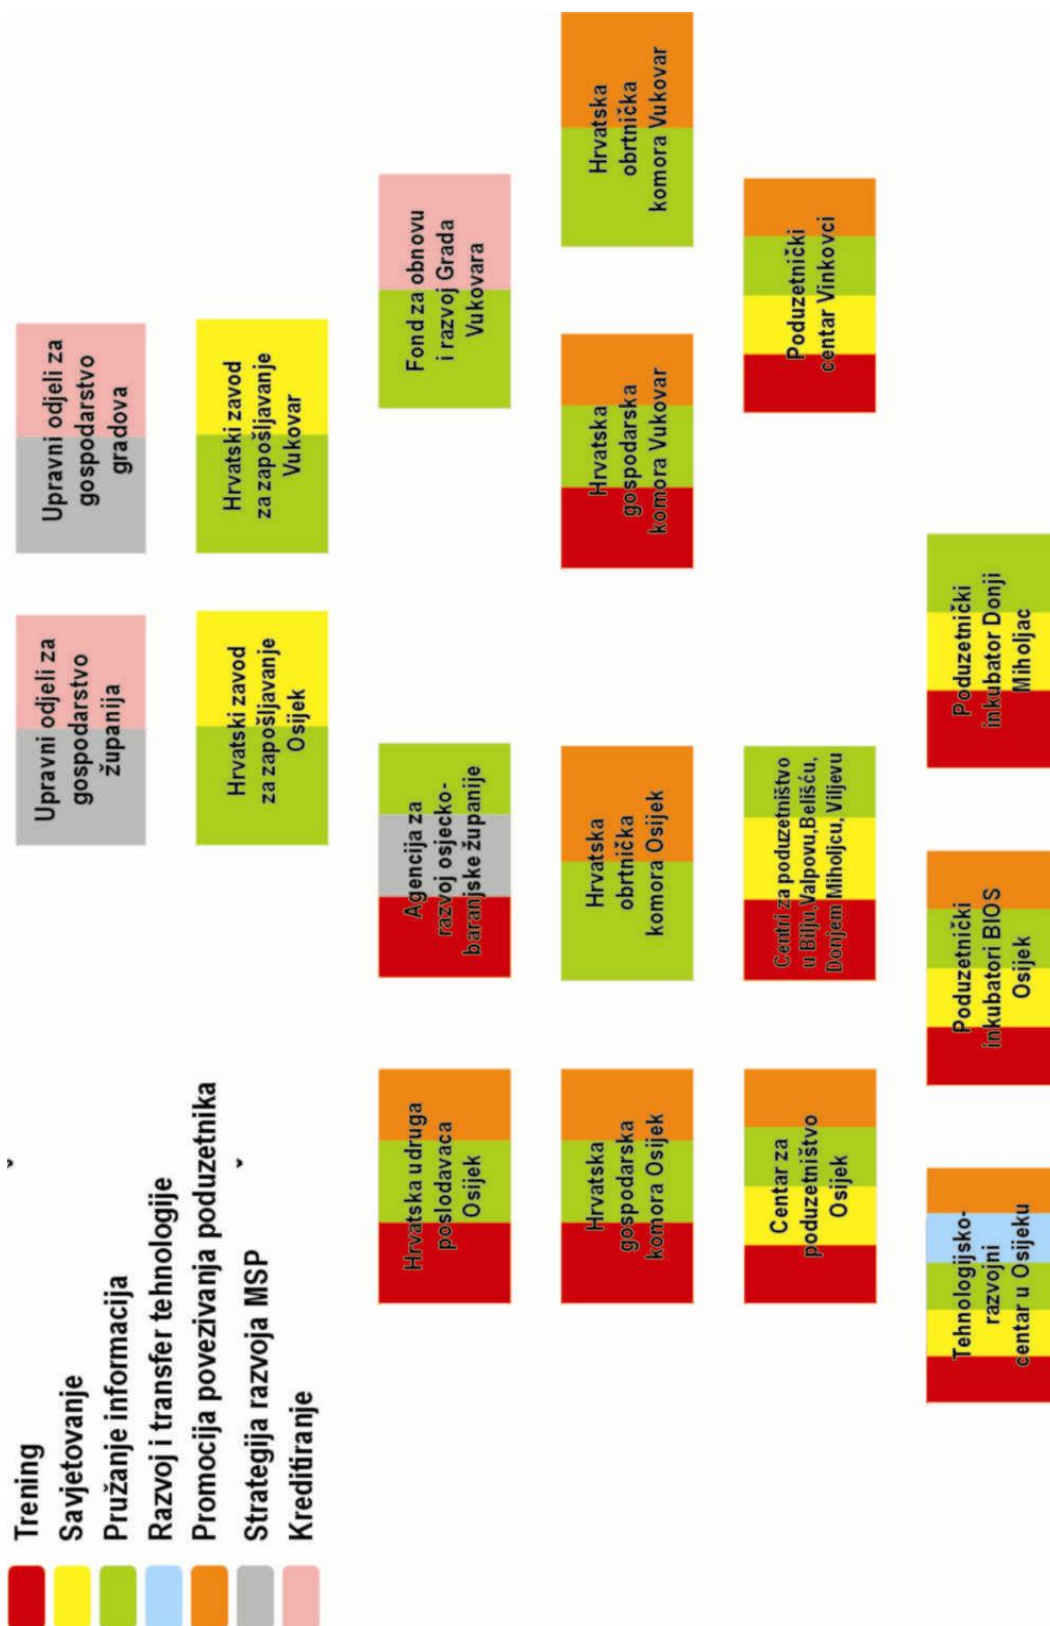 Trening
Savjetovanje
Pružanje informacija
Razvoj i transfer tehnologije
Promocija povezivanja poduzetnika
Strategija razvoja MSP
Kreditiranje
Upravni odjeli za
gospodarstvo
županija
Upravni odjeli za
gospodarstvo
gradova
Hrvatski zavod
za zapošljavanje
Osijek
Hrvatski zavod
za zapošljavanje
Vukovar
Hrvatska udruga
poslodavaca
Osijek
Agencija za
razvoj osjecko-
baranjske županije
Fond za obnovu
i razvoj Grada
Vukovara
Hrvatska
gospodarska
komora Osijek
Hrvatska
obrtnička
komora Osijek
Hrvatska
gospodarska
komora Vukovar
Hrvatska
obrtnička
komora Vukovar
Centar za
poduzetništvo
Osijek
Centri za poduzetništvo
u Bilju,Valpovu,Belišću,
Donjem Miholjcu, Viljevu
Poduzetnički
centar Vinkovci
Tehnologijsko-
razvojni
centar u Osijeku
Poduzetnički
inkubatori BIOS
Osijek
Poduzetnički
inkubator Donji
Miholjac